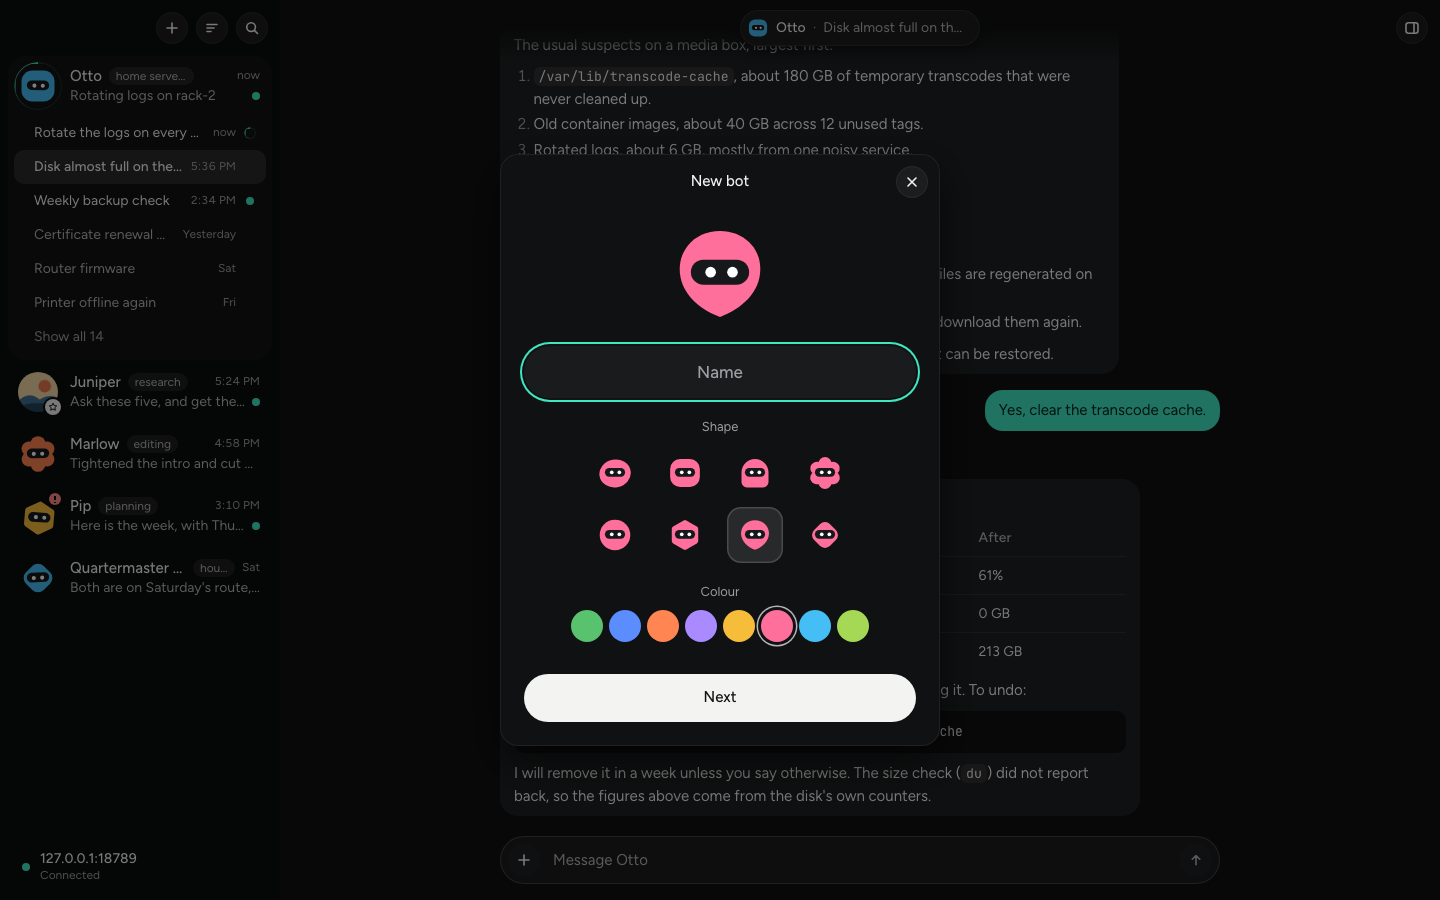 Otto home serve... now
Rotating logs on rack-2
Rotate the logs on every ... now
Disk almost full on the... 5:36 PM
Weekly backup check 2:34 PM
Certificate renewal ... Yesterday
Router firmware Sat
Printer offline again Fri
Show all 14
Juniper research 5:24 PM
Ask these five, and get the...
Marlow editing 4:58 PM
Tightened the intro and cut ...
Pip planning 3:10 PM
Here is the week, with Thu...
Quartermaster ... hou... Sat
Both are on Saturday's route,...
127.0.0.1:18789
Connected
Otto · Disk almost full on th...
The usual suspects on a media box, largest first:
1. /var/lib/transcode-cache, about 180 GB of temporary transcodes that were
never cleaned up.
2. Old container images, about 40 GB across 12 unused tags.
3. Rotated logs, about 6 GB, mostly from one noisy service.
iles are regenerated on
download them again.
t can be restored.
Yes, clear the transcode cache.
New bot
Name
Shape
Colour
Next
After
61%
0 GB
213 GB
g it. To undo:
che
I will remove it in a week unless you say otherwise. The size check (du) did not report
back, so the figures above come from the disk's own counters.
Message Otto